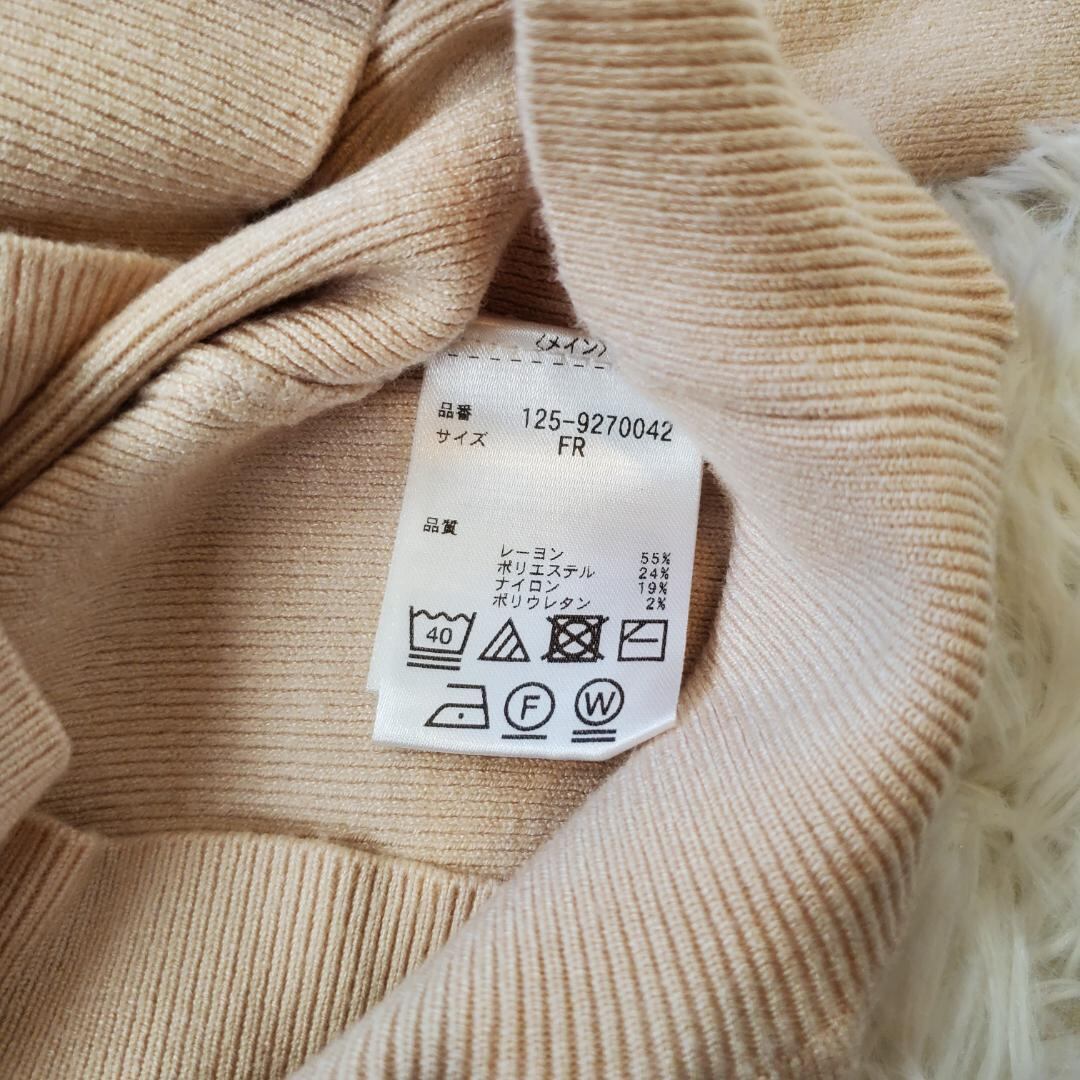 〈メイン〉
品番 125-9270042
サイズ FR
品質
レーヨン 55%
ポリエステル 24%
ナイロン 19%
ポリウレタン 2%
40
F W